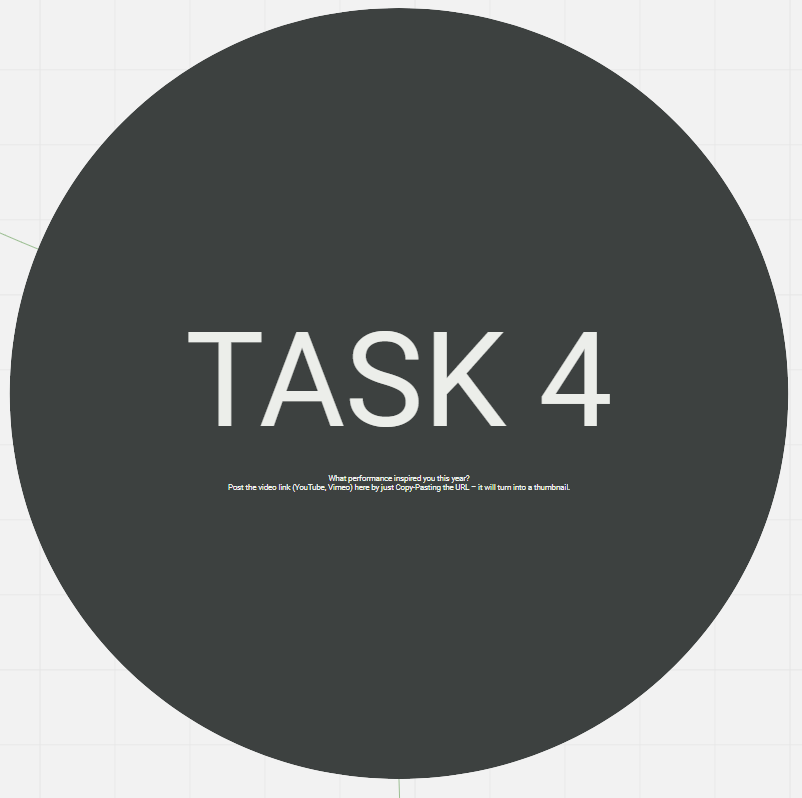 TASK 4
What performance inspired you this year?
Post the video link (YouTube, Vimeo) here by just Copy-Pasting the URL – it will turn into a thumbnail.